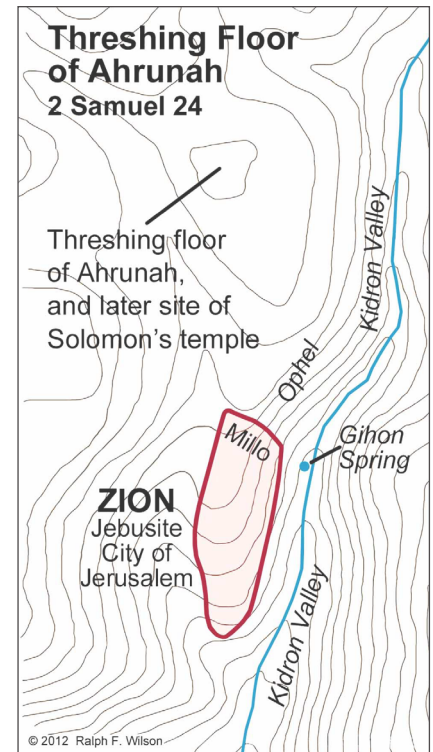 Threshing Floor
of Ahrunah
2 Samuel 24
Threshing floor
of Ahrunah,
and later site of
Solomon's temple
Kidron Valley
Ophel
Millo
Gihon
Spring
ZION
Jebusite
City of
Jerusalem
Kidron Valley
© 2012 Ralph F. Wilson